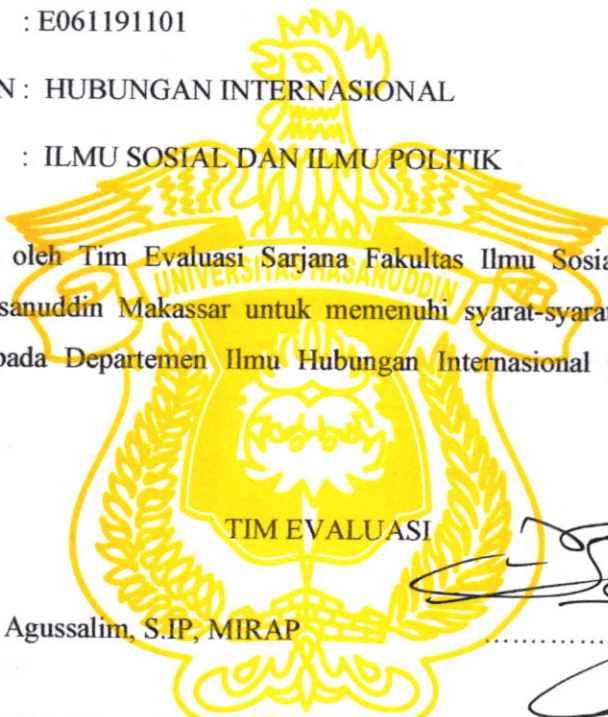 : E061191101
N : HUBUNGAN INTERNASIONAL
: ILMU SOSIAL DAN ILMU POLITIK
oleh Tim Evaluasi Sarjana Fakultas Ilmu Sosia
UNIVERSITAS HASANUDDIN
sanuddin Makassar untuk memenuhi syarat-syarat
pada Departemen Ilmu Hubungan Internasional
TIM EVALUASI
Agussalim, S.IP, MIRAP ..............